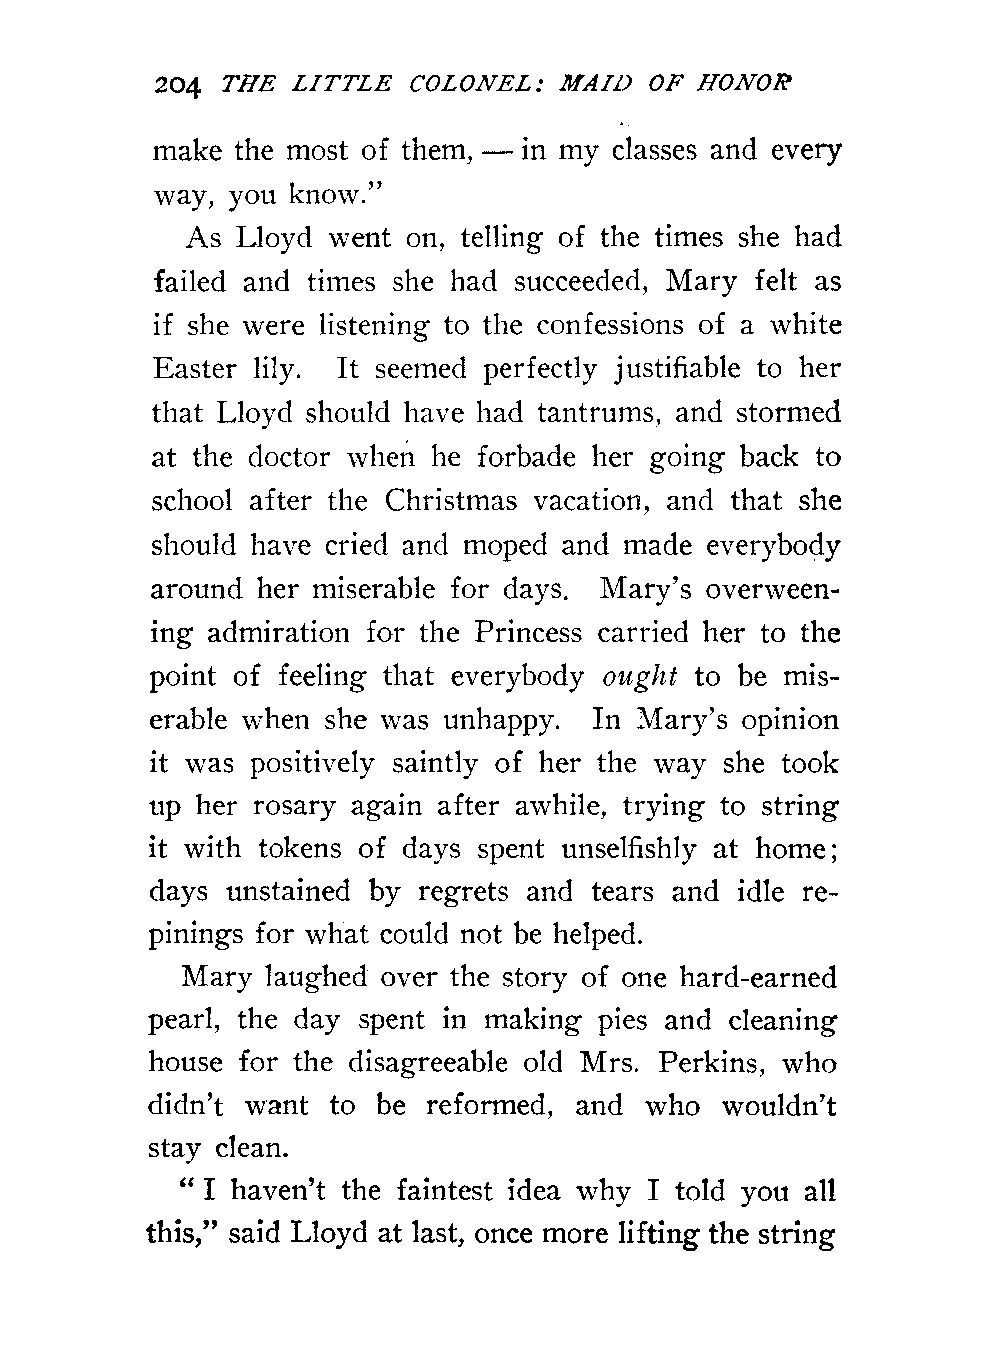 204 THE LITTLE COLONEL: MAID OF HONOR
make the most of them, — in my classes and every
way, you know.”
As Lloyd went on, telling of the times she had
failed and times she had succeeded, Mary felt as
if she were listening to the confessions of a white
Easter lily. It seemed perfectly justifiable to her
that Lloyd should have had tantrums, and stormed
at the doctor when he forbade her going back to
school after the Christmas vacation, and that she
should have cried and moped and made everybody
around her miserable for days. Mary’s overween-
ing admiration for the Princess carried her to the
point of feeling that everybody ought to be mis-
erable when she was unhappy. In Mary’s opinion
it was positively saintly of her the way she took
up her rosary again after awhile, trying to string
it with tokens of days spent unselfishly at home;
days unstained by regrets and tears and idle re-
pinings for what could not be helped.
Mary laughed over the story of one hard-earned
pearl, the day spent in making pies and cleaning
house for the disagreeable old Mrs. Perkins, who
didn’t want to be reformed, and who wouldn’t
stay clean.
“ I haven’t the faintest idea why I told you all
this,” said Lloyd at last, once more lifting the string